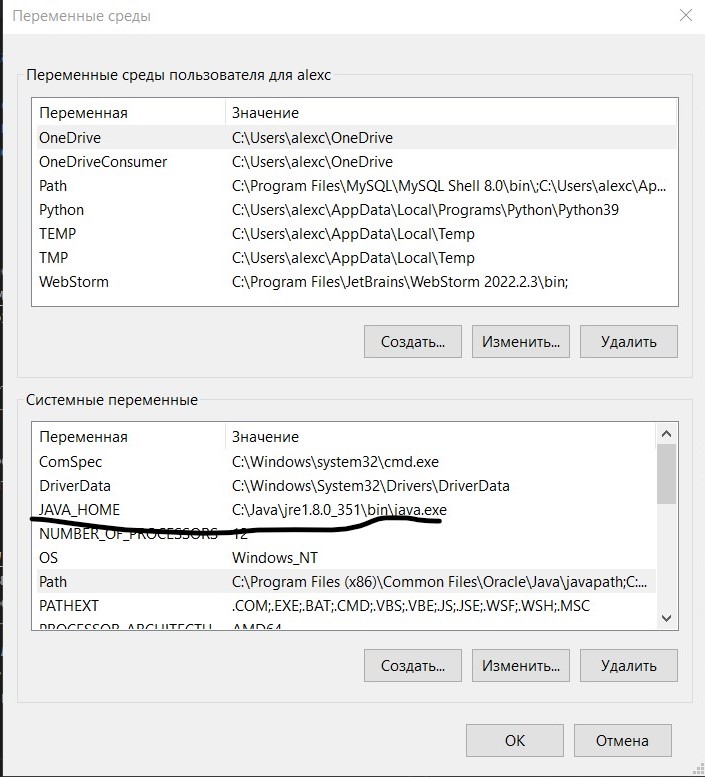 Переменные среды
Переменные среды пользователя для alexc
Переменная Значение
OneDrive C:\Users\alexc\OneDrive
OneDriveConsumer C:\Users\alexc\OneDrive
Path C:\Program Files\MySQL\MySQL Shell 8.0\bin\;C:\Users\alexc\Ap...
Python C:\Users\alexc\AppData\Local\Programs\Python\Python39
TEMP C:\Users\alexc\AppData\Local\Temp
TMP C:\Users\alexc\AppData\Local\Temp
WebStorm C:\Program Files\JetBrains\WebStorm 2022.2.3\bin;
Создать... Изменить... Удалить
Системные переменные
Переменная Значение
ComSpec C:\Windows\system32\cmd.exe
DriverData C:\Windows\System32\Drivers\DriverData
JAVA_HOME C:\Java\jre1.8.0_351\bin\java.exe
NUMBER_OF_PROCESSORS 12
OS Windows_NT
Path C:\Program Files (x86)\Common Files\Oracle\Java\javapath;C:...
PATHEXT .COM;.EXE;.BAT;.CMD;.VBS;.VBE;.JS;.JSE;.WSF;.WSH;.MSC
PROCESSOR_ARCHITECTU AMD64
Создать... Изменить... Удалить
ОК Отмена